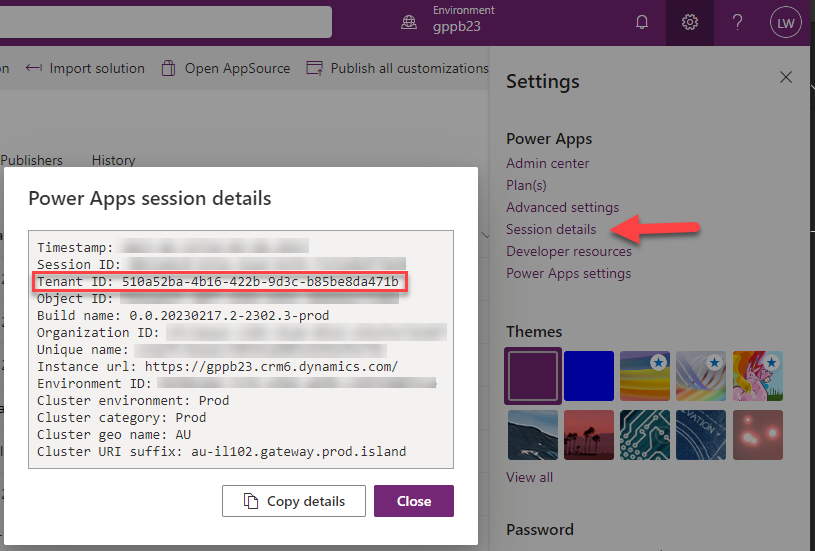 Environment
gppb23
LW
on
Import solution
Open AppSource
Publish all customizations
Publishers
History
Power Apps session details
Timestamp:
Session ID:
Tenant ID: 510a52ba-4b16-422b-9d3c-b85be8da471b
Object ID:
Build name: 0.0.20230217.2-2302.3-prod
Organization ID:
Unique name:
Instance url: https://gppb23.crm6.dynamics.com/
Environment ID:
Cluster environment: Prod
Cluster category: Prod
Cluster geo name: AU
Cluster URI suffix: au-il102.gateway.prod.island
Copy details
Close
Settings
Power Apps
Admin center
Plan(s)
Advanced settings
Session details
Developer resources
Power Apps settings
Themes
View all
Password